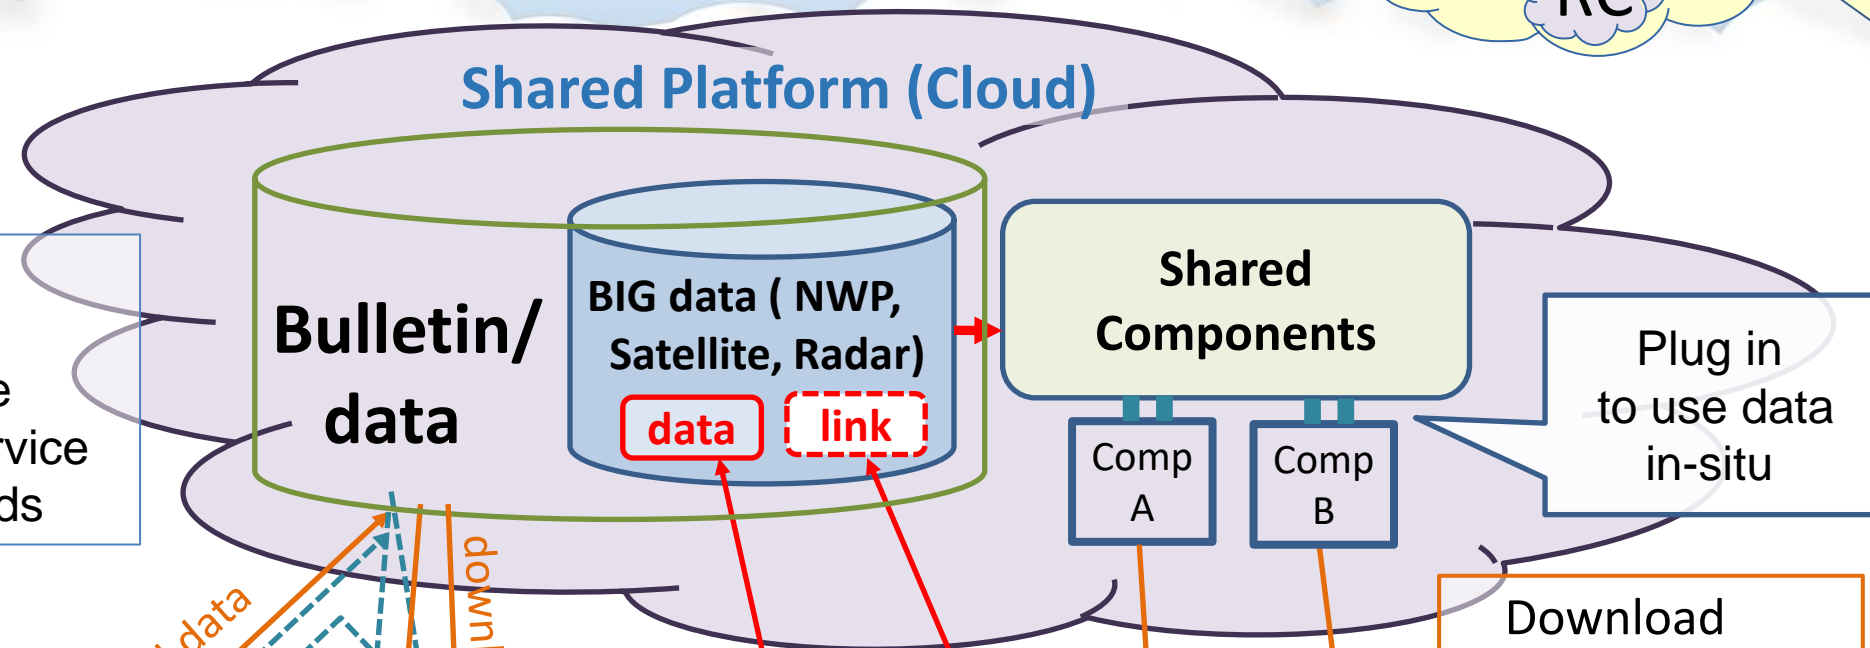 RC
Shared Platform (Cloud)
Bulletin/
data
BIG data ( NWP,
Satellite, Radar)
data
link
Shared
Components
Comp
A
Comp
B
Plug in
to use data
in-situ
data
Download